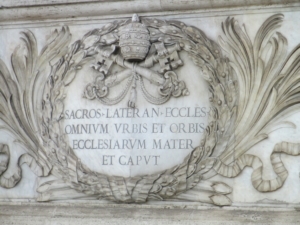 SACROS·LATERAN·ECCLES
OMNIVM VRBIS ET ORBIS
ECCLESIARVM MATER
ET CAPVT